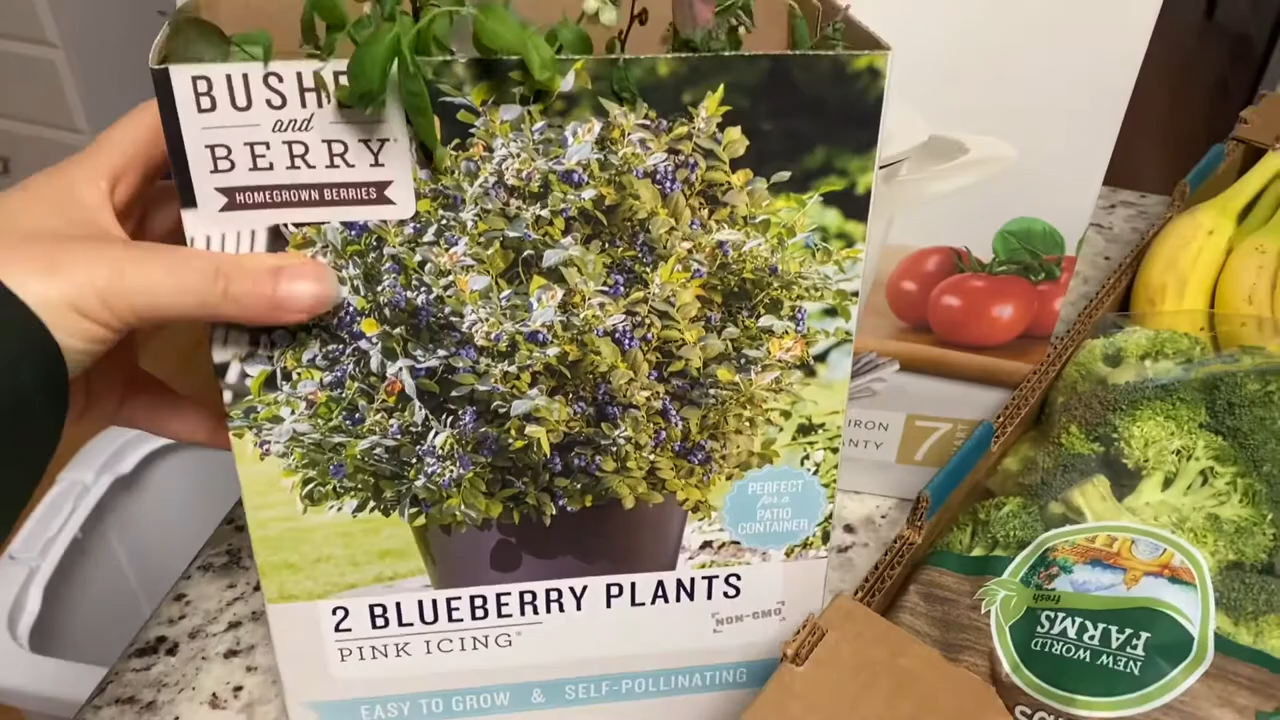 BUSHE
and
BERRY®
HOMEGROWN BERRIES
PERFECT
for a
PATIO
CONTAINER
2 BLUEBERRY PLANTS
PINK ICING®
NON-GMO
EASY TO GROW & SELF-POLLINATING
IRON
ANTY
7
fresh
NEW WORLD
FARMS